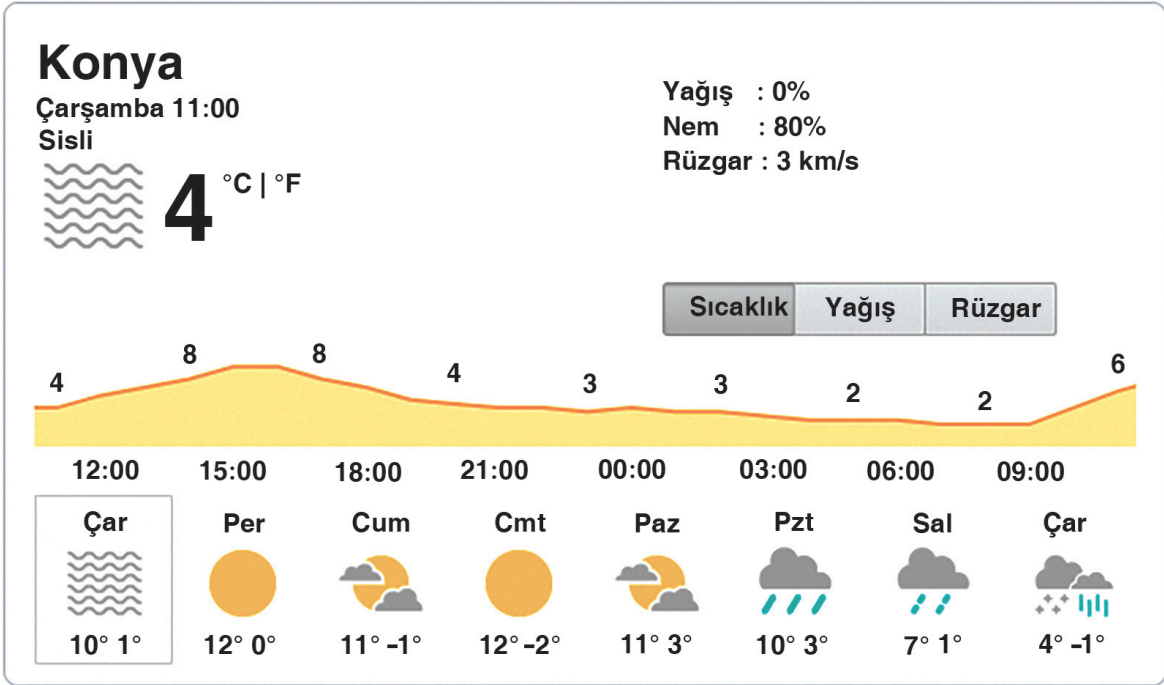 Konya
Çarşamba 11:00
Sisli
4 °C | °F
Yağış : 0%
Nem : 80%
Rüzgar : 3 km/s
Sıcaklık Yağış Rüzgar
4 8 8 4 3 3 2 2 6
12:00 15:00 18:00 21:00 00:00 03:00 06:00 09:00
Çar Per Cum Cmt Paz Pzt Sal Çar
10° 1° 12° 0° 11° –1° 12° –2° 11° 3° 10° 3° 7° 1° 4° –1°